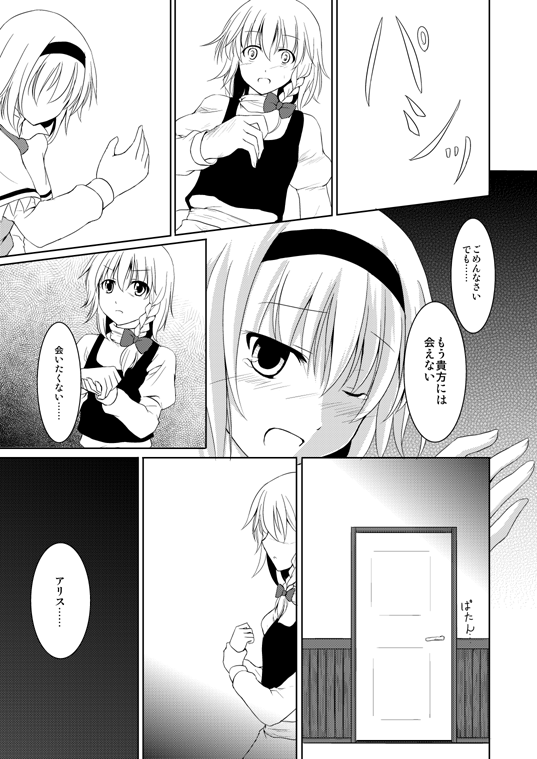 パシッ
ごめんなさい
でも……
もう貴方には
会えない
会いたくない……
ぱたん…
アリス……